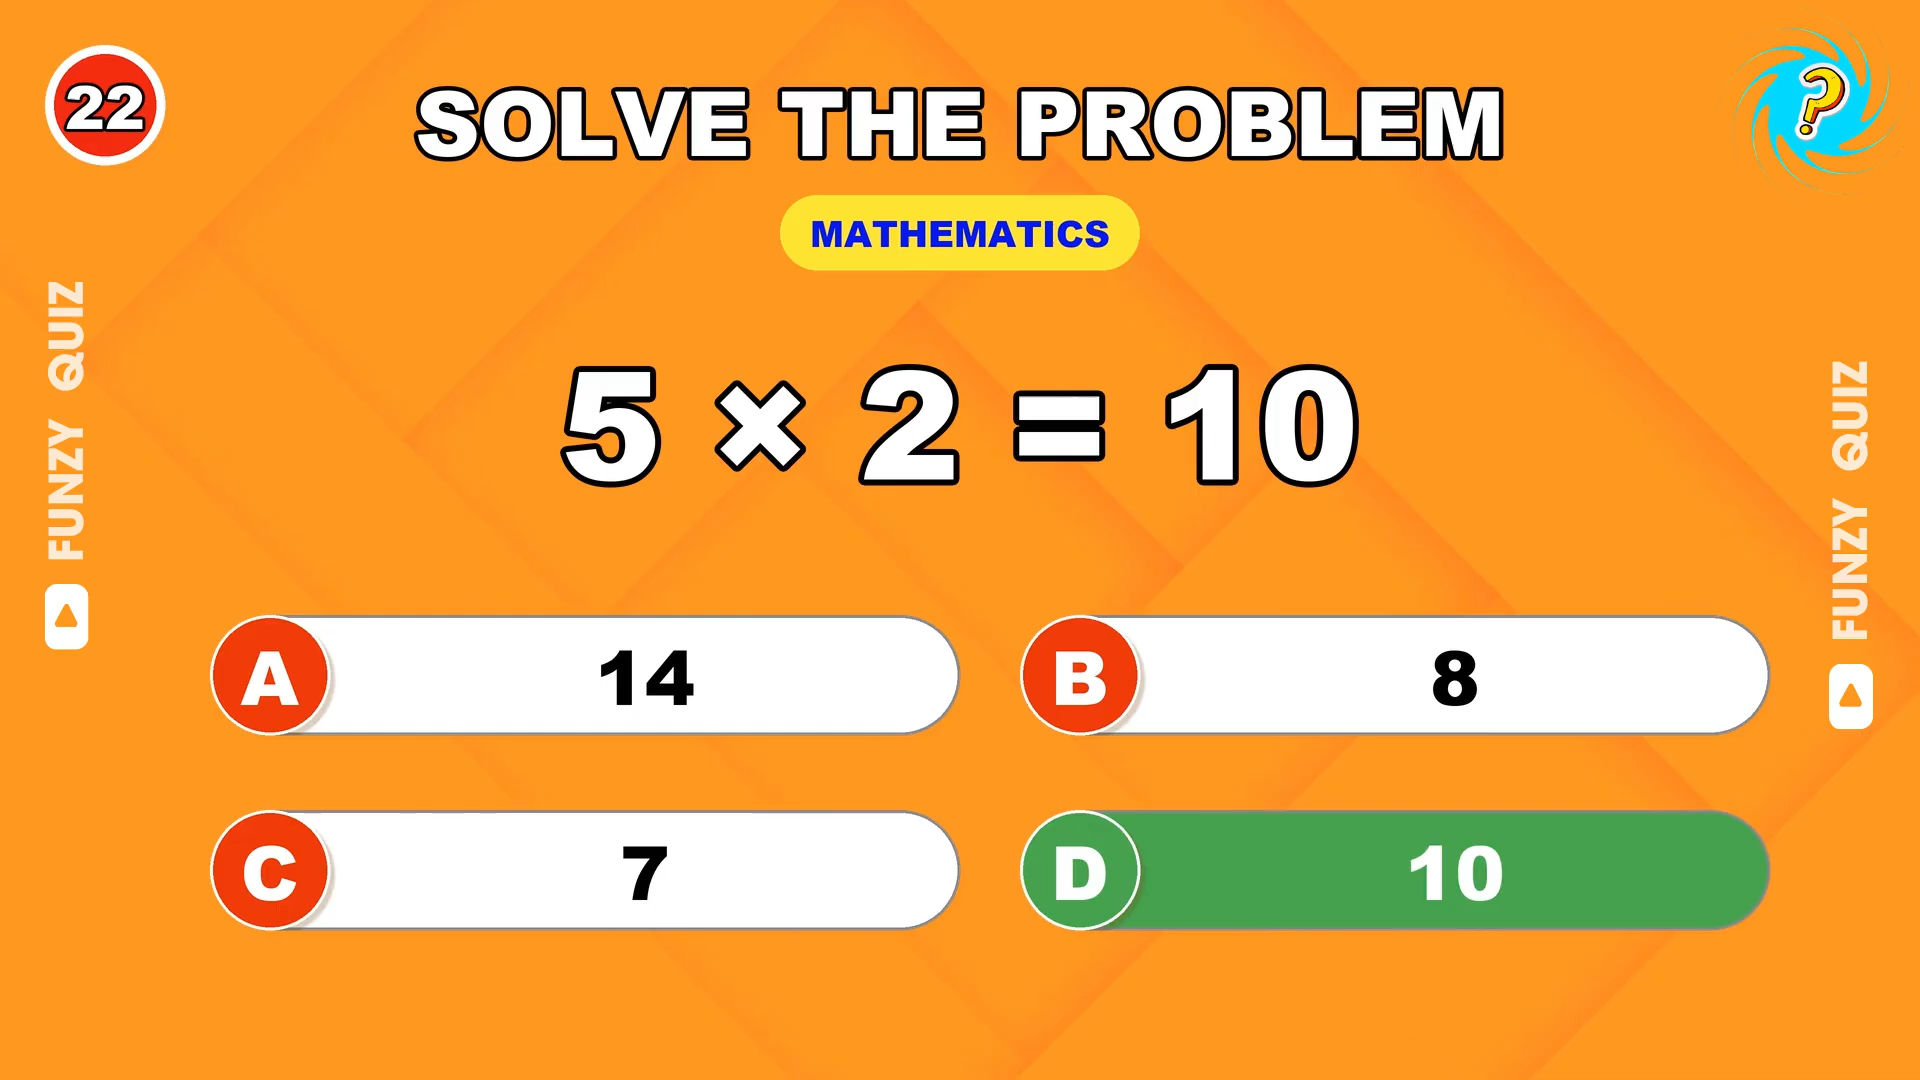 22
SOLVE THE PROBLEM
?
MATHEMATICS
5 × 2 = 10
A 14
B 8
C 7
D 10
FUNZY QUIZ
FUNZY QUIZ